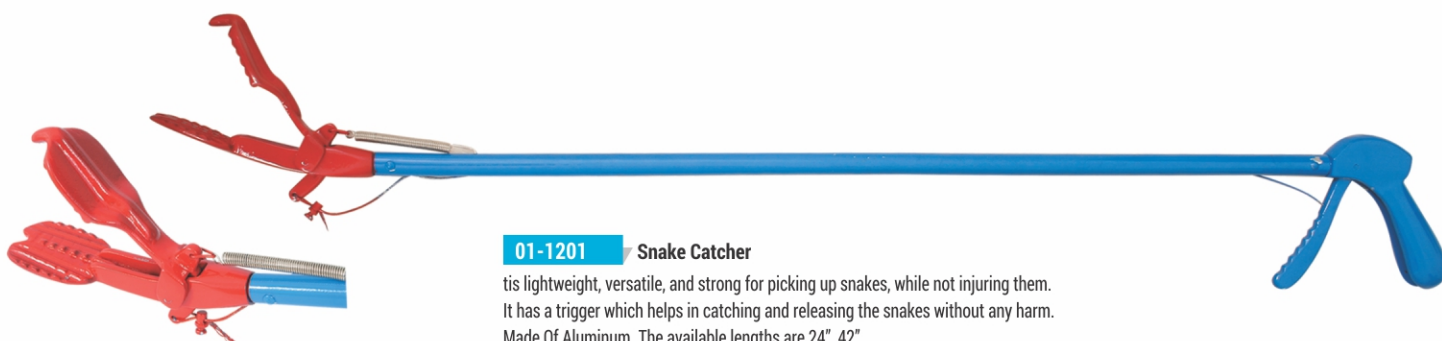 01-1201 Snake Catcher
tis lightweight, versatile, and strong for picking up snakes, while not injuring them.
It has a trigger which helps in catching and releasing the snakes without any harm.
Made Of Aluminum. The available lengths are 24”, 42”